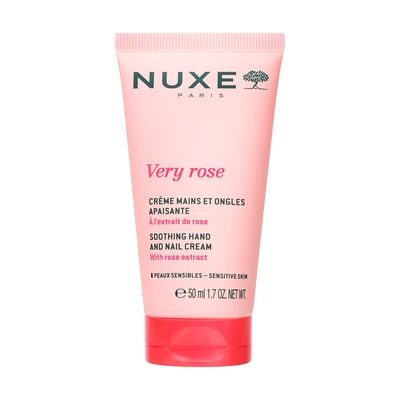 NUXE
PARIS
Very rose
CRÈME MAINS ET ONGLES
APAISANTE
À l'extrait de rose
SOOTHING HAND
AND NAIL CREAM
With rose extract
PEAUX SENSIBLES – SENSITIVE SKIN
℮ 50 ml 1.7 OZ. NET WT.